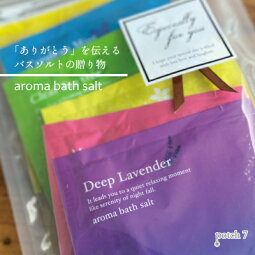 「ありがとう」を伝える
バスソルトの贈り物
aroma bath salt
Especially
for you
Deep Lavender
It leads you to a quiet relaxing moment
like serenity of night fall.
aroma bath salt
potch 7